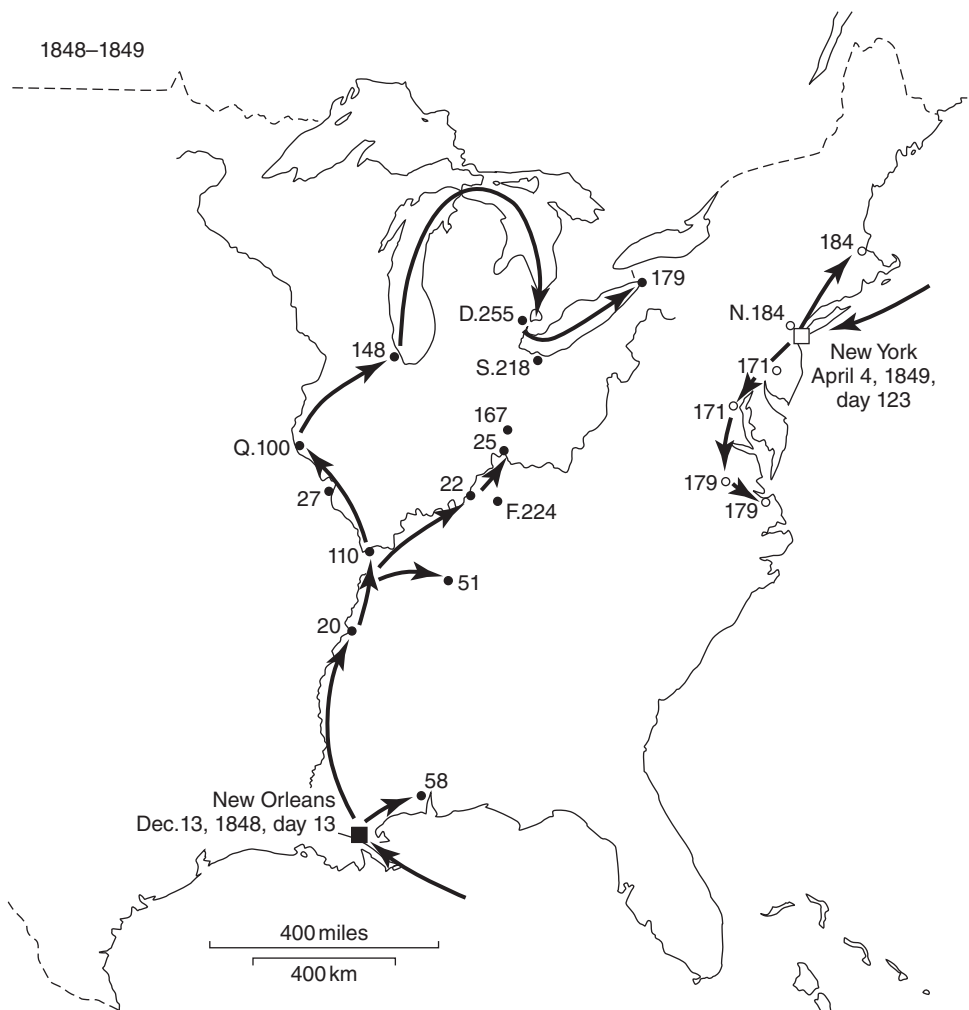 1848–1849
184
179
N.184
D.255
New York
April 4, 1849,
day 123
148
S.218
171
171
167
Q.100
25
22
179
27
F.224
179
110
51
20
58
New Orleans
Dec.13, 1848, day 13
400 miles
400 km